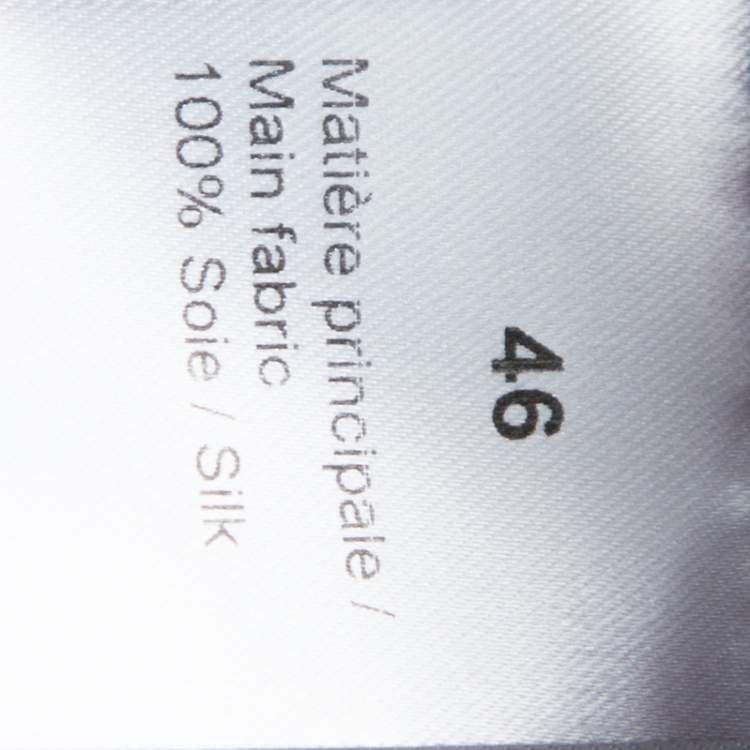 46
Matière principale /
Main fabric
100% Soie / Silk